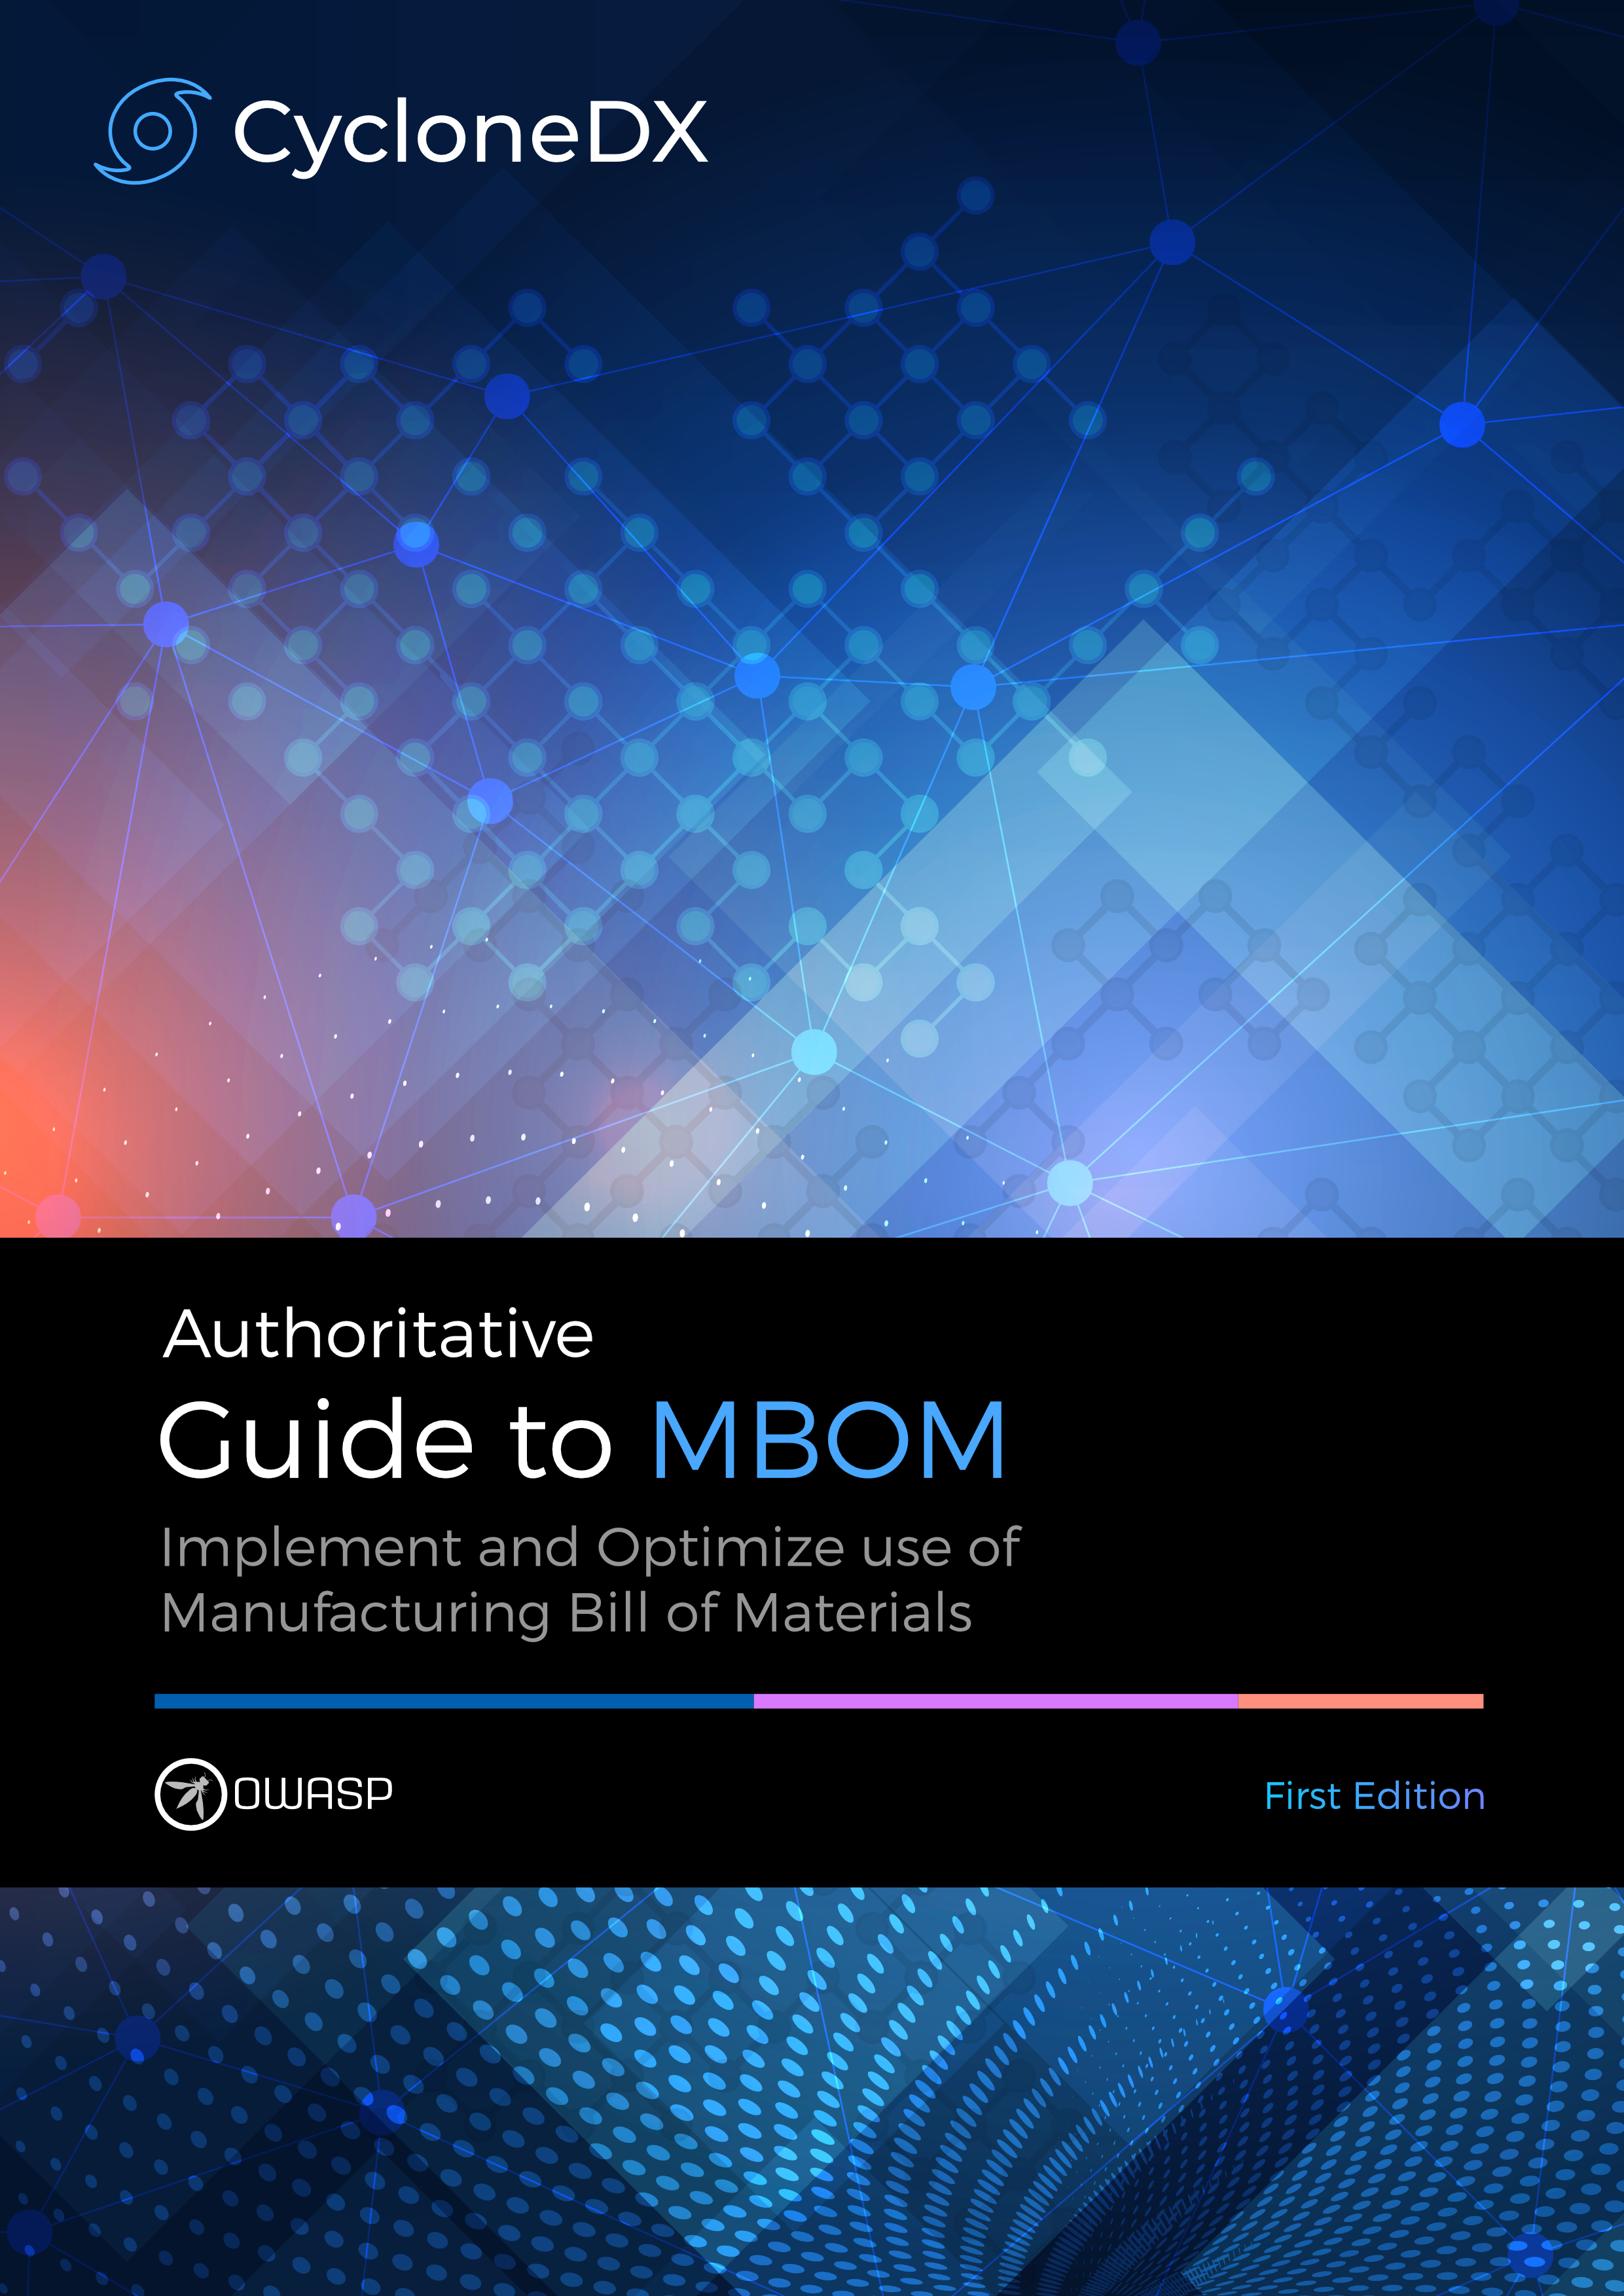 CycloneDX
Authoritative
Guide to MBOM
Implement and Optimize use of
Manufacturing Bill of Materials
OWASP
First Edition